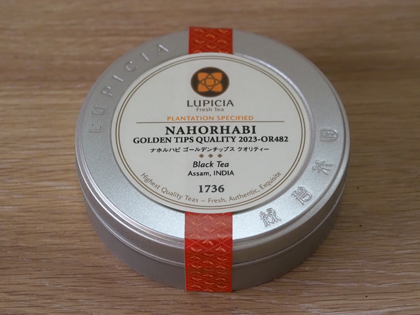 LUPICIA
LUPICIA
Fresh Tea
PLANTATION SPECIFIED
NAHORHABI
GOLDEN TIPS QUALITY 2023-OR482
ナホルハビ ゴールデンチップス クオリティー
Black Tea
Assam, INDIA
1736
Highest Quality Teas – Fresh, Authentic, Exquisite